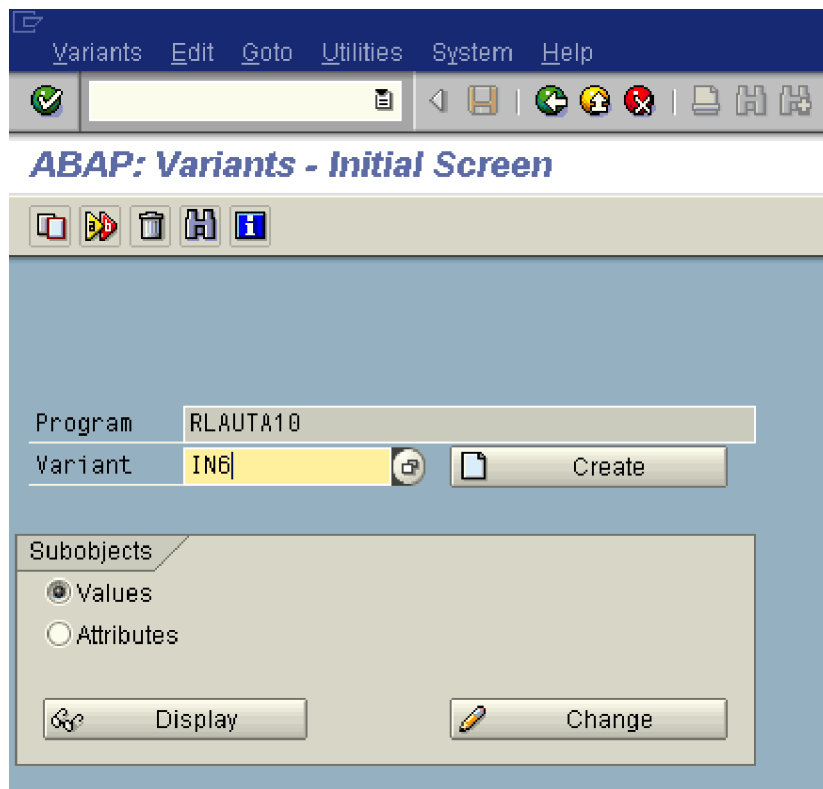 Variants Edit Goto Utilities System Help
ABAP: Variants - Initial Screen
Program RLAUTA10
Variant IN6 Create
Subobjects
Values
Attributes
Display Change